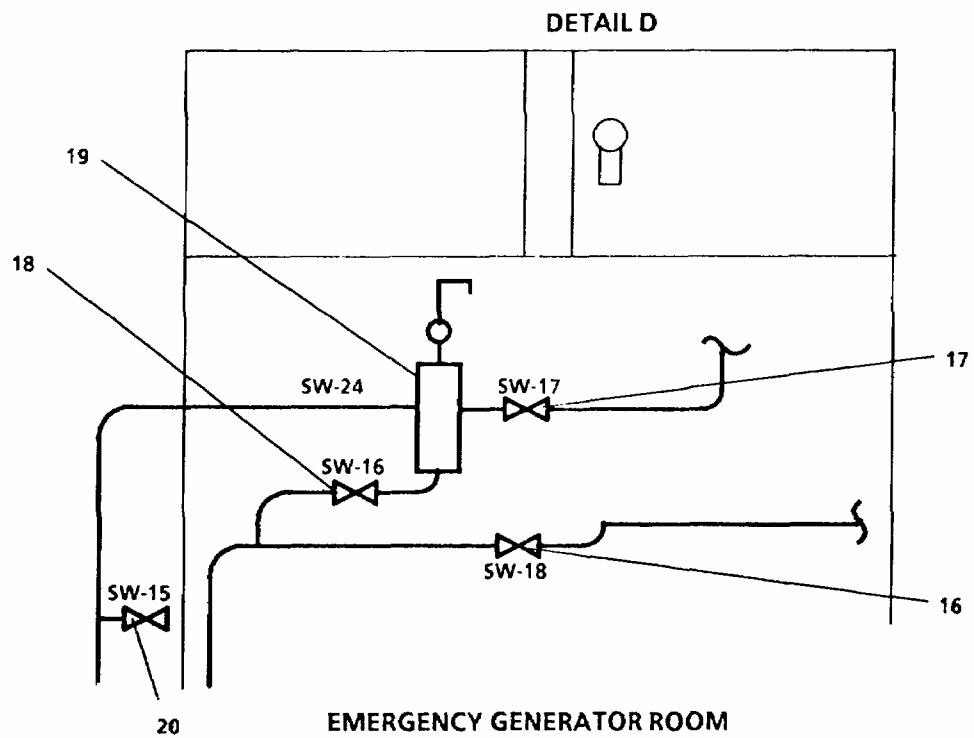 DETAIL D
19
18
SW-24
SW-17
17
SW-16
SW-18
16
SW-15
20
EMERGENCY GENERATOR ROOM